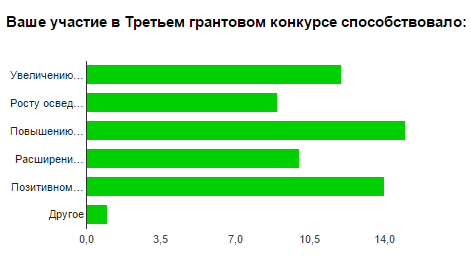 Ваше участие в Третьем грантовом конкурсе способствовало:
Увеличению...
Росту освед...
Повышению...
Расширени...
Позитивном...
Другое
0,0 3,5 7,0 10,5 14,0